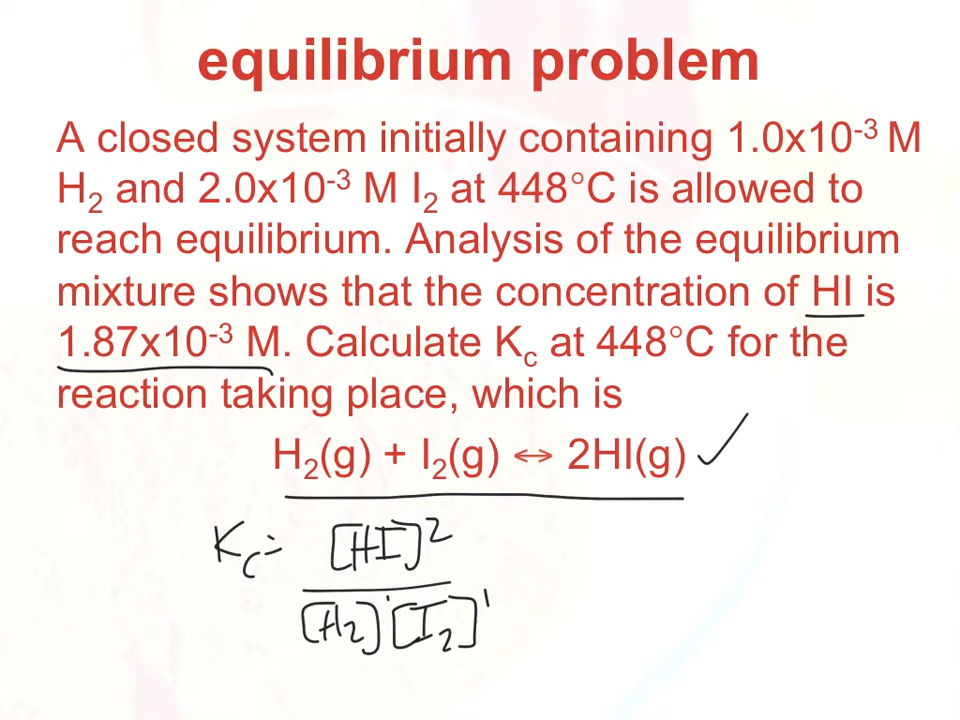 equilibrium problem
A closed system initially containing 1.0x10⁻³ M
H₂ and 2.0x10⁻³ M I₂ at 448°C is allowed to
reach equilibrium. Analysis of the equilibrium
mixture shows that the concentration of HI is
1.87x10⁻³ M. Calculate Kc at 448°C for the
reaction taking place, which is
H₂(g) + I₂(g) ↔ 2HI(g) ✓
Kc = [HI]²
[H₂]¹[I₂]¹